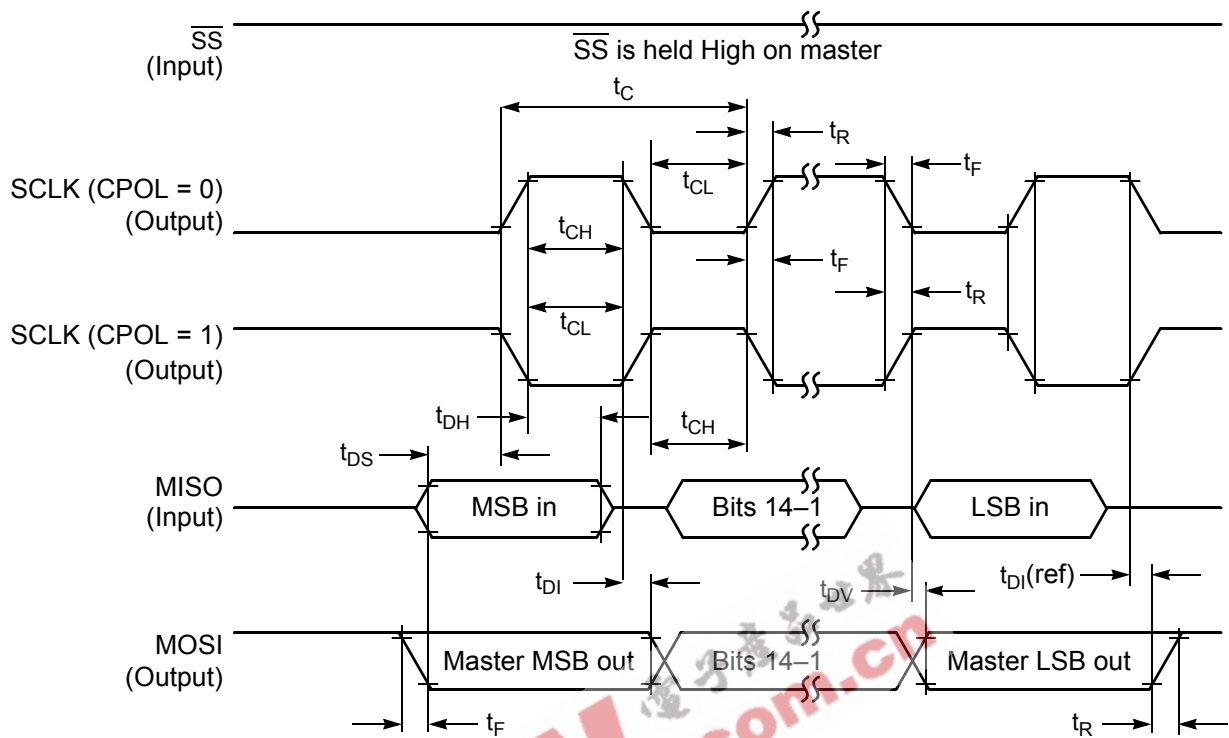 SS
(Input)
SS is held High on master
tC
tR
tF
SCLK (CPOL = 0)
(Output)
tCL
tCH
tF
tR
SCLK (CPOL = 1)
(Output)
tCL
tDH
tCH
tDS
MISO
(Input)
MSB in
Bits 14–1
LSB in
tDI
tDV
tDI(ref)
MOSI
(Output)
Master MSB out
Bits 14–1
Master LSB out
tF
tR
com.cn